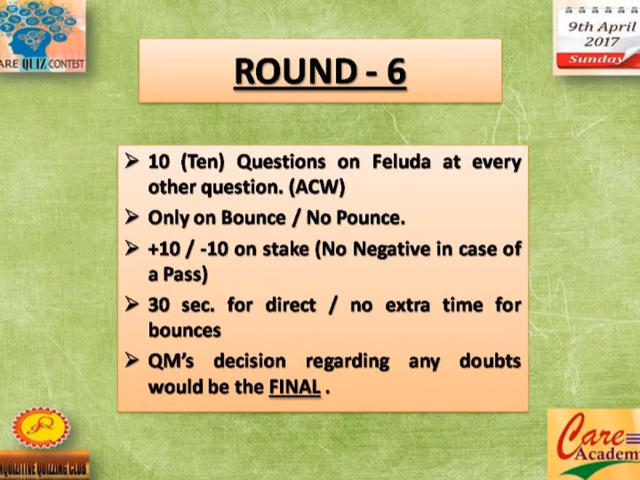 ARE QUIZ CONTEST
9th April
2017
Sunday
ROUND - 6
➢ 10 (Ten) Questions on Feluda at every
other question. (ACW)
➢ Only on Bounce / No Pounce.
➢ +10 / -10 on stake (No Negative in case of
a Pass)
➢ 30 sec. for direct / no extra time for
bounces
➢ QM's decision regarding any doubts
would be the FINAL .
NQUIZITIVE QUIZZING CLUB
Care
Academy